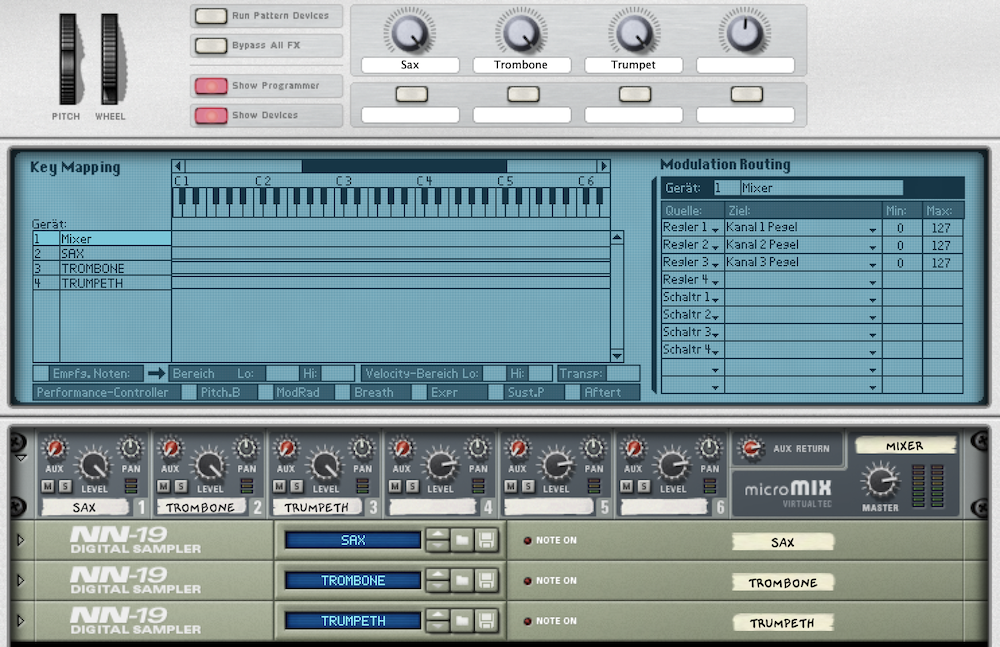 Run Pattern Devices
Bypass All FX
Show Programmer
Show Devices
PITCH WHEEL
Sax Trombone Trumpet
Key Mapping
C1 C2 C3 C4 C5 C6
Gerät:
1 Mixer
2 SAX
3 TROMBONE
4 TRUMPETH
Empfg. Noten: Bereich Lo: Hi: Velocity-Bereich Lo: Hi: Transp:
Performance-Controller Pitch.B ModRad Breath Expr Sust.P Aftert
Modulation Routing
Gerät: 1 Mixer
Quelle: Ziel: Min: Max:
Regler 1 Kanal 1 Pegel 0 127
Regler 2 Kanal 2 Pegel 0 127
Regler 3 Kanal 3 Pegel 0 127
Regler 4
Schaltr 1
Schaltr 2
Schaltr 3
Schaltr 4
AUX PAN AUX PAN AUX PAN AUX PAN AUX PAN AUX PAN AUX RETURN MIXER
M S LEVEL M S LEVEL M S LEVEL M S LEVEL M S LEVEL M S LEVEL microMIX
SAX 1 TROMBONE 2 TRUMPETH 3 4 5 6 VIRTUAL TEC MASTER
NN-19 SAX NOTE ON SAX
DIGITAL SAMPLER
NN-19 TROMBONE NOTE ON TROMBONE
DIGITAL SAMPLER
NN-19 TRUMPETH NOTE ON TRUMPETH
DIGITAL SAMPLER